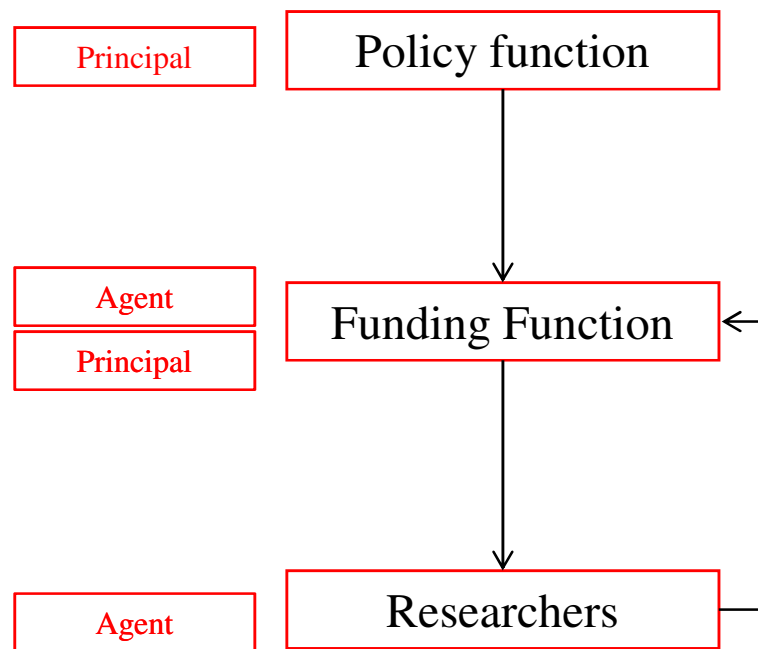 Principal
Policy function
Agent
Funding Function
Principal
Researchers
Agent